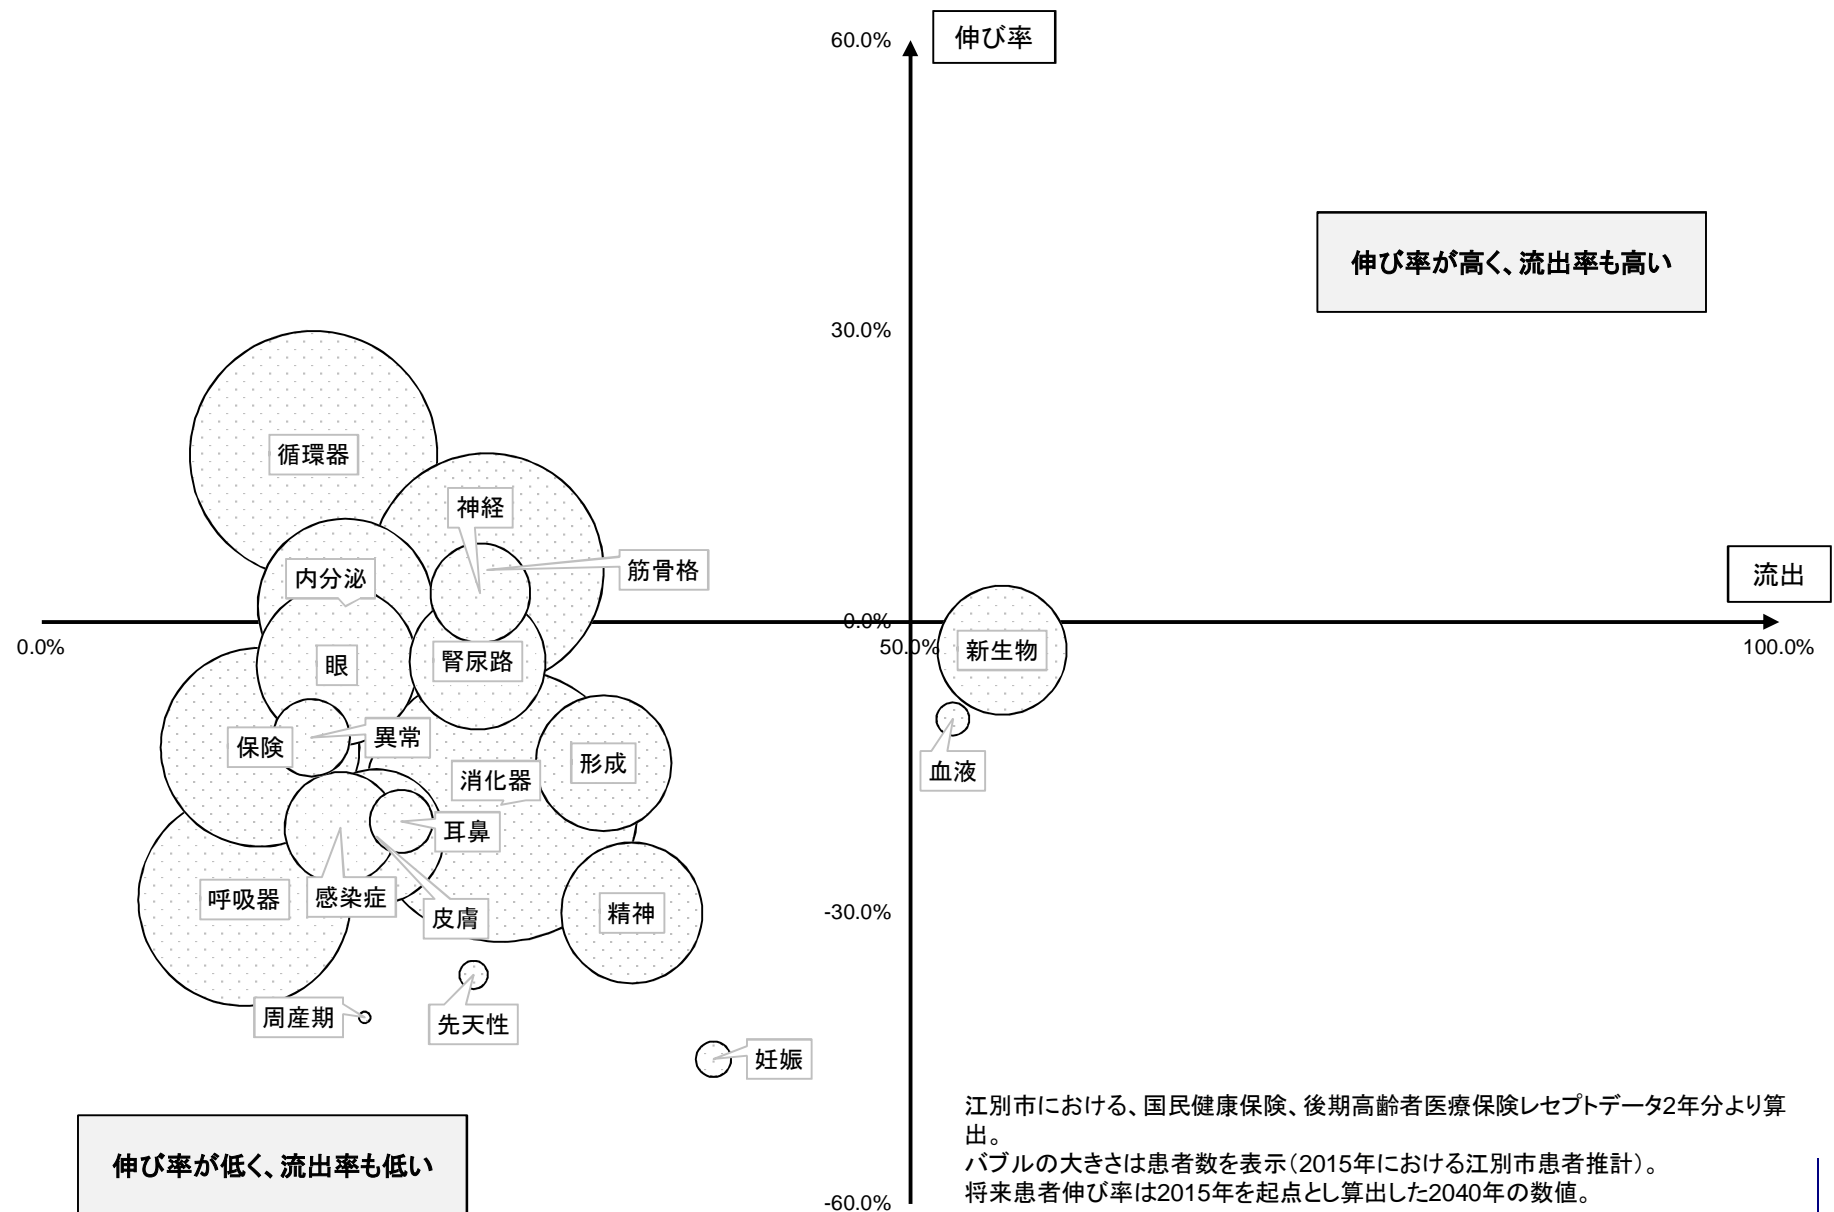 60.0%
伸び率
伸び率が高く、流出率も高い
30.0%
循環器
神経
筋骨格
内分泌
流出
0.0%
0.0%
50.0%
100.0%
新生物
眼
腎尿路
保険
異常
形成
血液
消化器
耳鼻
呼吸器
感染症
皮膚
精神
-30.0%
周産期
先天性
妊娠
江別市における、国民健康保険、後期高齢者医療保険レセプトデータ2年分より算
出。
バブルの大きさは患者数を表示（2015年における江別市患者推計）。
将来患者伸び率は2015年を起点とし算出した2040年の数値。
伸び率が低く、流出率も低い
-60.0%